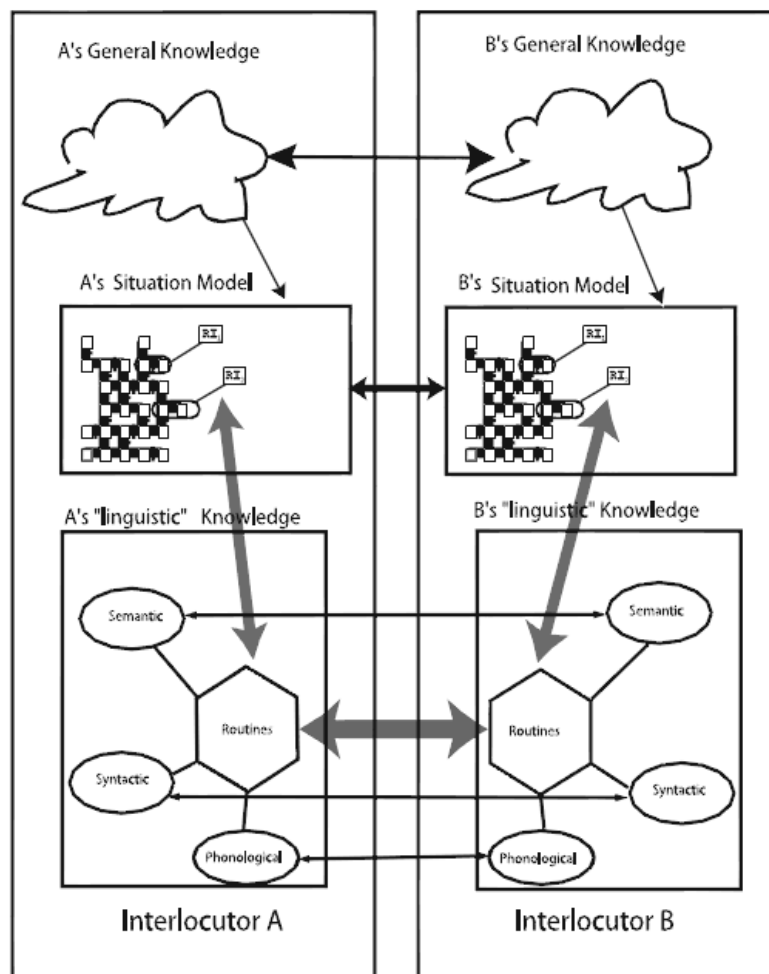 A's General Knowledge
B's General Knowledge
A's Situation Model
B's Situation Model
RI
RI
RI
RI
A's "linguistic" Knowledge
B's "linguistic" Knowledge
Semantic
Semantic
Routines
Routines
Syntactic
Syntactic
Phonological
Phonological
Interlocutor A
Interlocutor B